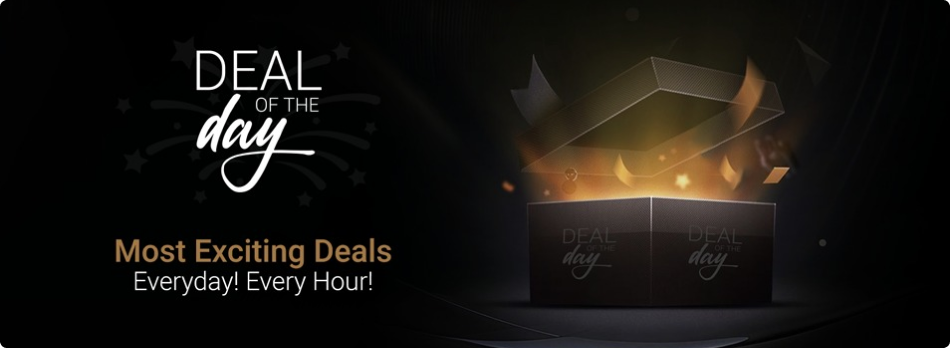 DEAL
OF THE
day
Most Exciting Deals
Everyday! Every Hour!
DEAL
OF THE
day
DEAL
OF THE
day